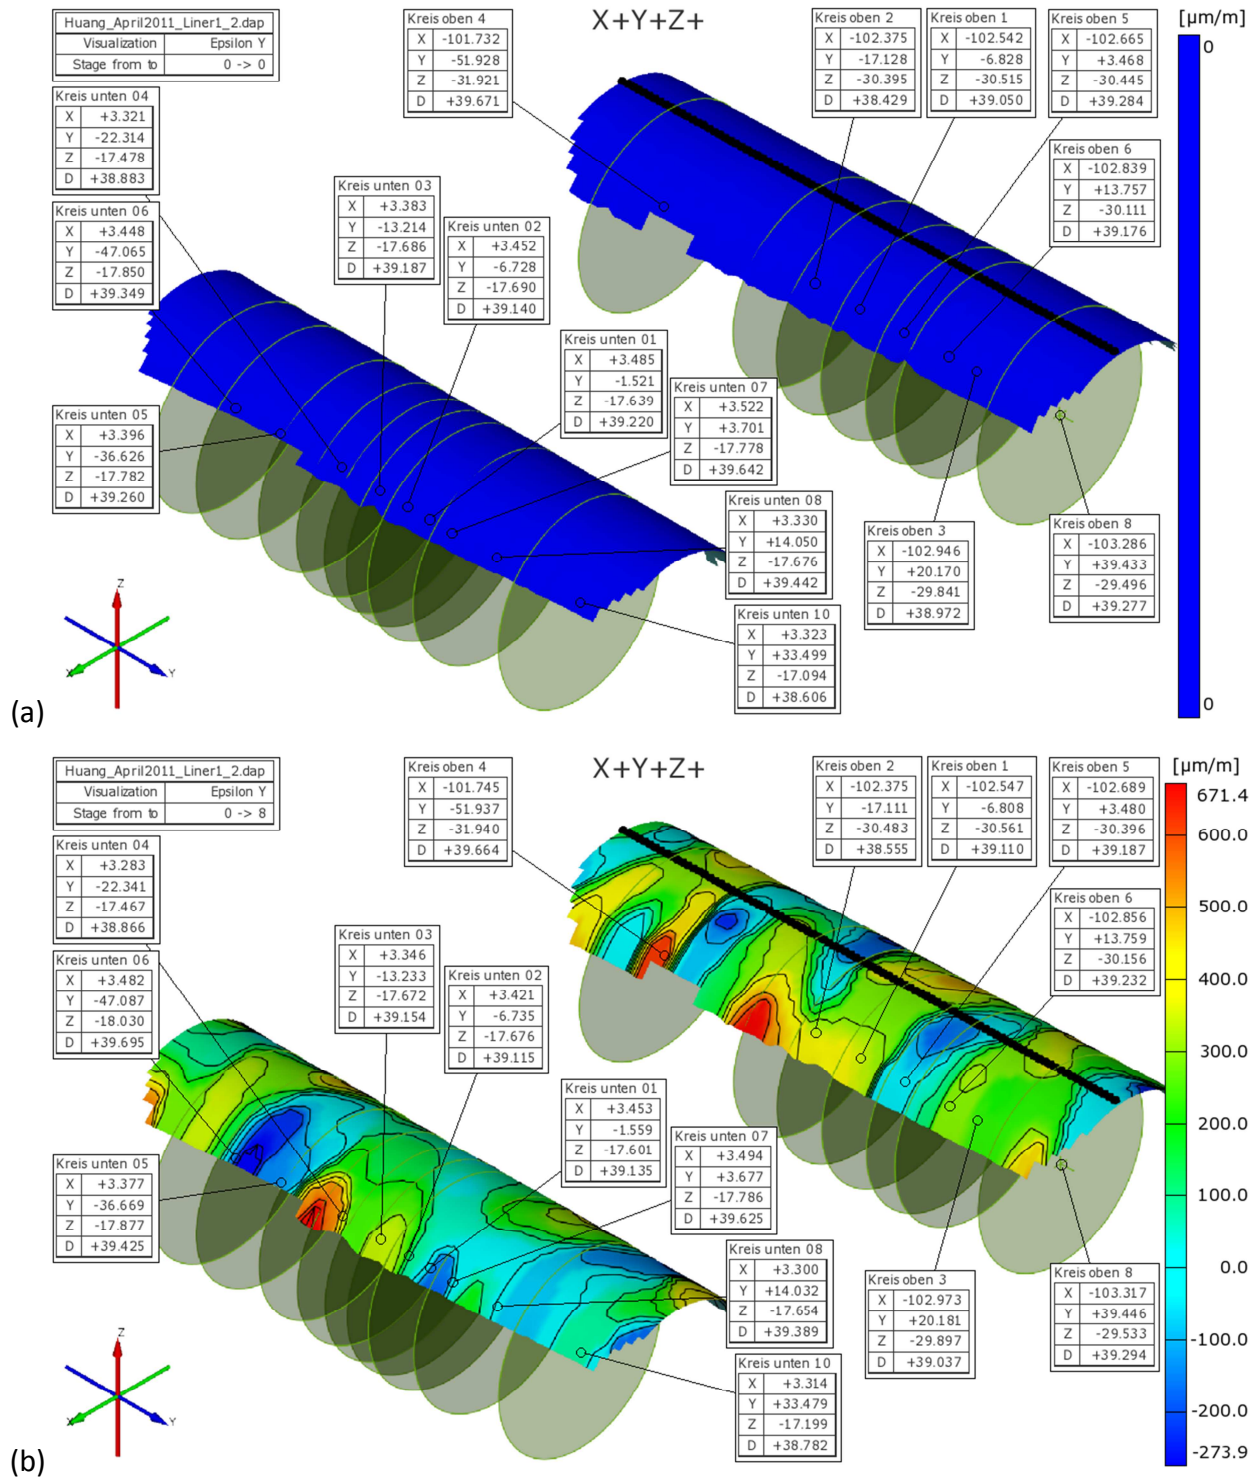 X+Y+Z+
[µm/m]
Huang_April2011_Liner1_2.dap
Visualization Epsilon Y
Stage from to 0 -> 0
Kreis oben 4
X -101.732
Y -51.928
Z -31.921
D +39.671
Kreis oben 2
X -102.375
Y -17.128
Z -30.395
D +38.429
Kreis oben 1
X -102.542
Y -6.828
Z -30.515
D +39.050
Kreis oben 5
X -102.665
Y +3.468
Z -30.445
D +39.284
0
Kreis unten 04
X +3.321
Y -22.314
Z -17.478
D +38.883
Kreis oben 6
X -102.839
Y +13.757
Z -30.111
D +39.176
Kreis unten 03
X +3.383
Y -13.214
Z -17.686
D +39.187
Kreis unten 06
X +3.448
Y -47.065
Z -17.850
D +39.349
Kreis unten 02
X +3.452
Y -6.728
Z -17.690
D +39.140
Kreis unten 01
X +3.485
Y -1.521
Z -17.639
D +39.220
Kreis unten 07
X +3.522
Y +3.701
Z -17.778
D +39.642
Kreis unten 05
X +3.396
Y -36.626
Z -17.782
D +39.260
Kreis unten 08
X +3.330
Y +14.050
Z -17.676
D +39.442
Kreis oben 3
X -102.946
Y +20.170
Z -29.841
D +38.972
Kreis oben 8
X -103.286
Y +39.433
Z -29.496
D +39.277
Kreis unten 10
X +3.323
Y +33.499
Z -17.094
D +38.606
Z
X
Y
0
(a)
X+Y+Z+
[µm/m]
Huang_April2011_Liner1_2.dap
Visualization Epsilon Y
Stage from to 0 -> 8
Kreis oben 4
X -101.745
Y -51.937
Z -31.940
D +39.664
Kreis oben 2
X -102.375
Y -17.111
Z -30.483
D +38.555
Kreis oben 1
X -102.547
Y -6.808
Z -30.561
D +39.110
Kreis oben 5
X -102.689
Y +3.480
Z -30.396
D +39.187
671.4
600.0
500.0
400.0
300.0
200.0
100.0
0.0
-100.0
-200.0
-273.9
Kreis unten 04
X +3.283
Y -22.341
Z -17.467
D +38.866
Kreis oben 6
X -102.856
Y +13.759
Z -30.156
D +39.232
Kreis unten 03
X +3.346
Y -13.233
Z -17.672
D +39.154
Kreis unten 06
X +3.482
Y -47.087
Z -18.030
D +39.695
Kreis unten 02
X +3.421
Y -6.735
Z -17.676
D +39.115
Kreis unten 01
X +3.453
Y -1.559
Z -17.601
D +39.135
Kreis unten 07
X +3.494
Y +3.677
Z -17.786
D +39.625
Kreis unten 05
X +3.377
Y -36.669
Z -17.877
D +39.425
Kreis unten 08
X +3.300
Y +14.032
Z -17.654
D +39.389
Kreis oben 3
X -102.973
Y +20.181
Z -29.897
D +39.037
Kreis oben 8
X -103.317
Y +39.446
Z -29.533
D +39.294
Kreis unten 10
X +3.314
Y +33.479
Z -17.199
D +38.782
Z
X
Y
(b)